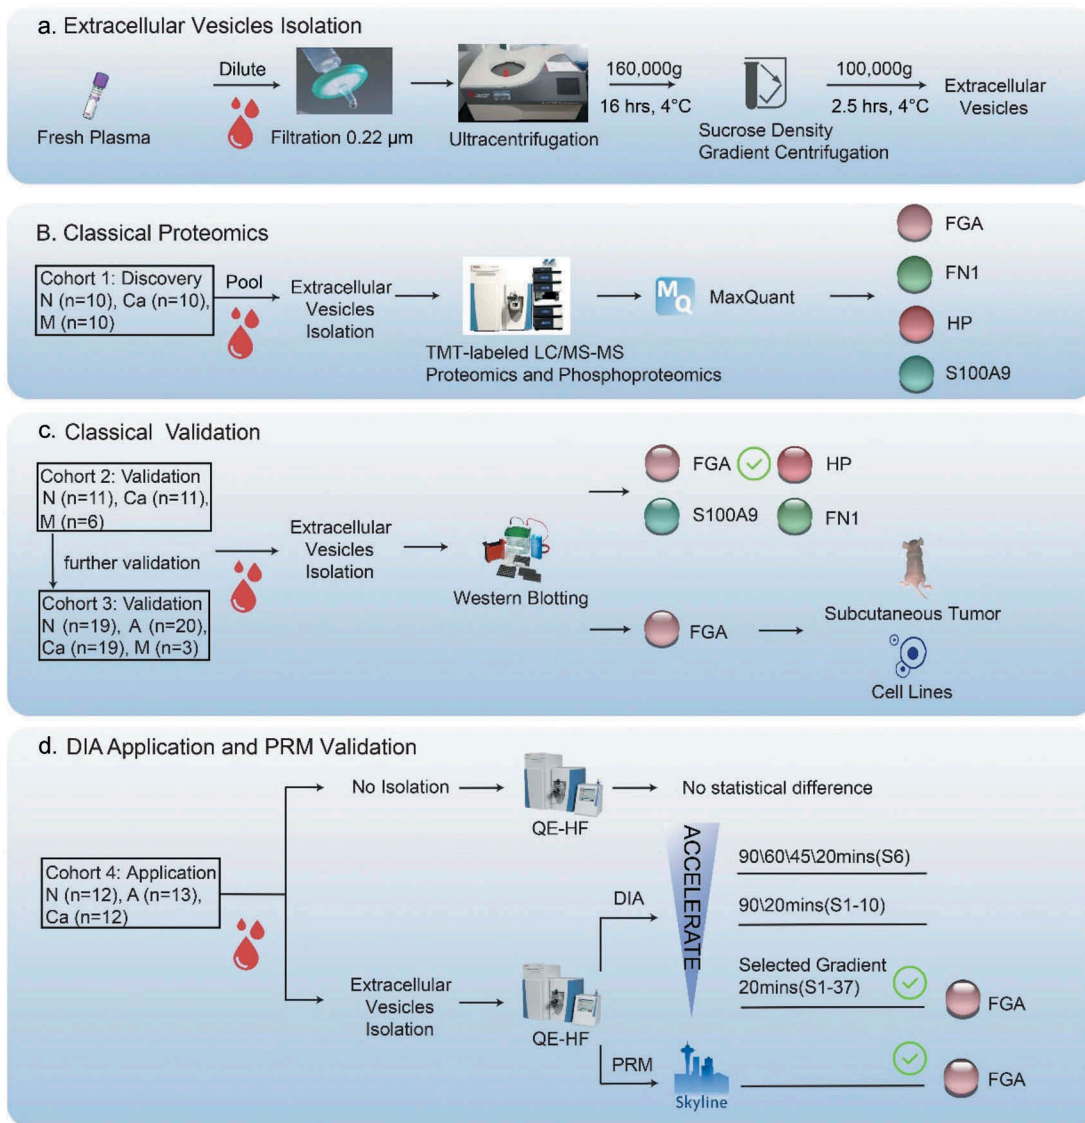 a. Extracellular Vesicles Isolation
Fresh Plasma
Dilute
Filtration 0.22 μm
Ultracentrifugation
160,000g
16 hrs, 4°C
Sucrose Density
Gradient Centrifugation
100,000g
2.5 hrs, 4°C
Extracellular
Vesicles
B. Classical Proteomics
Cohort 1: Discovery
N (n=10), Ca (n=10),
M (n=10)
Pool
Extracellular
Vesicles
Isolation
TMT-labeled LC/MS-MS
Proteomics and Phosphoproteomics
MQ
MaxQuant
FGA
FN1
HP
S100A9
c. Classical Validation
Cohort 2: Validation
N (n=11), Ca (n=11),
M (n=6)
further validation
Cohort 3: Validation
N (n=19), A (n=20),
Ca (n=19), M (n=3)
Extracellular
Vesicles
Isolation
Western Blotting
FGA
HP
S100A9
FN1
FGA
Subcutaneous Tumor
Cell Lines
d. DIA Application and PRM Validation
Cohort 4: Application
N (n=12), A (n=13),
Ca (n=12)
No Isolation
QE-HF
No statistical difference
Extracellular
Vesicles
Isolation
QE-HF
DIA
ACCELERATE
90\60\45\20mins(S6)
90\20mins(S1-10)
Selected Gradient
20mins(S1-37)
FGA
PRM
Skyline
FGA